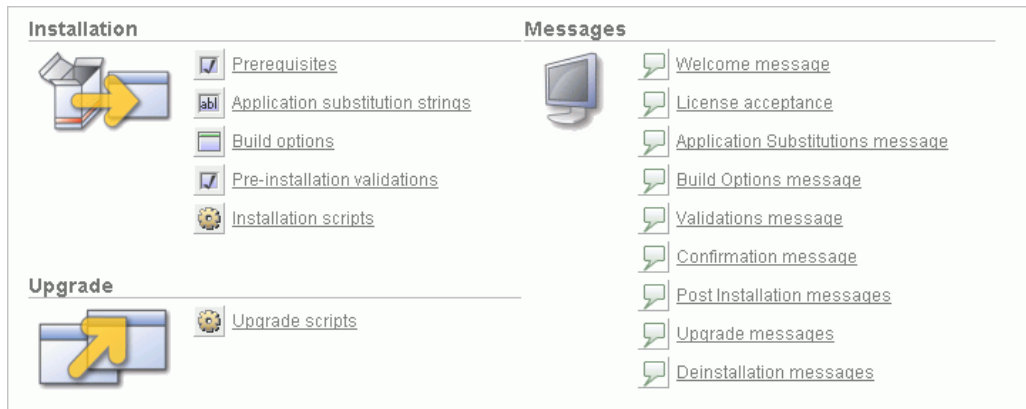 Installation
Prerequisites
abl
Application substitution strings
Build options
Pre-installation validations
Installation scripts
Upgrade
Upgrade scripts
Messages
Welcome message
License acceptance
Application Substitutions message
Build Options message
Validations message
Confirmation message
Post Installation messages
Upgrade messages
Deinstallation messages